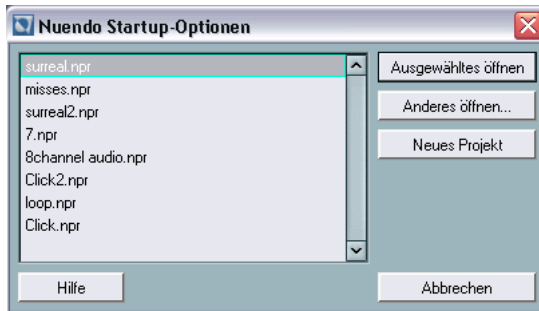 Nuendo Startup-Optionen
surreal.npr
misses.npr
surreal2.npr
7.npr
8channel audio.npr
Click2.npr
loop.npr
Click.npr
Ausgewähltes öffnen
Anderes öffnen...
Neues Projekt
Hilfe
Abbrechen